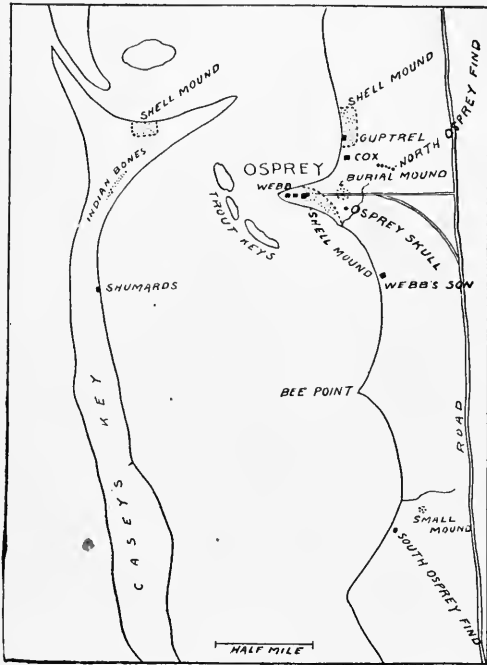 SHELL MOUND
SHELL MOUND
GUPTREL
COX
NORTH OSPREY FIND
INDIAN BONES
OSPREY
WEBB
BURIAL MOUND
OSPREY SKULL
TROUT KEYS
SHELL MOUND
WEBB'S SON
SHUMARDS
BEE POINT
ROAD
CASEY'S KEY
SMALL
MOUND
SOUTH OSPREY FIND
HALF MILE